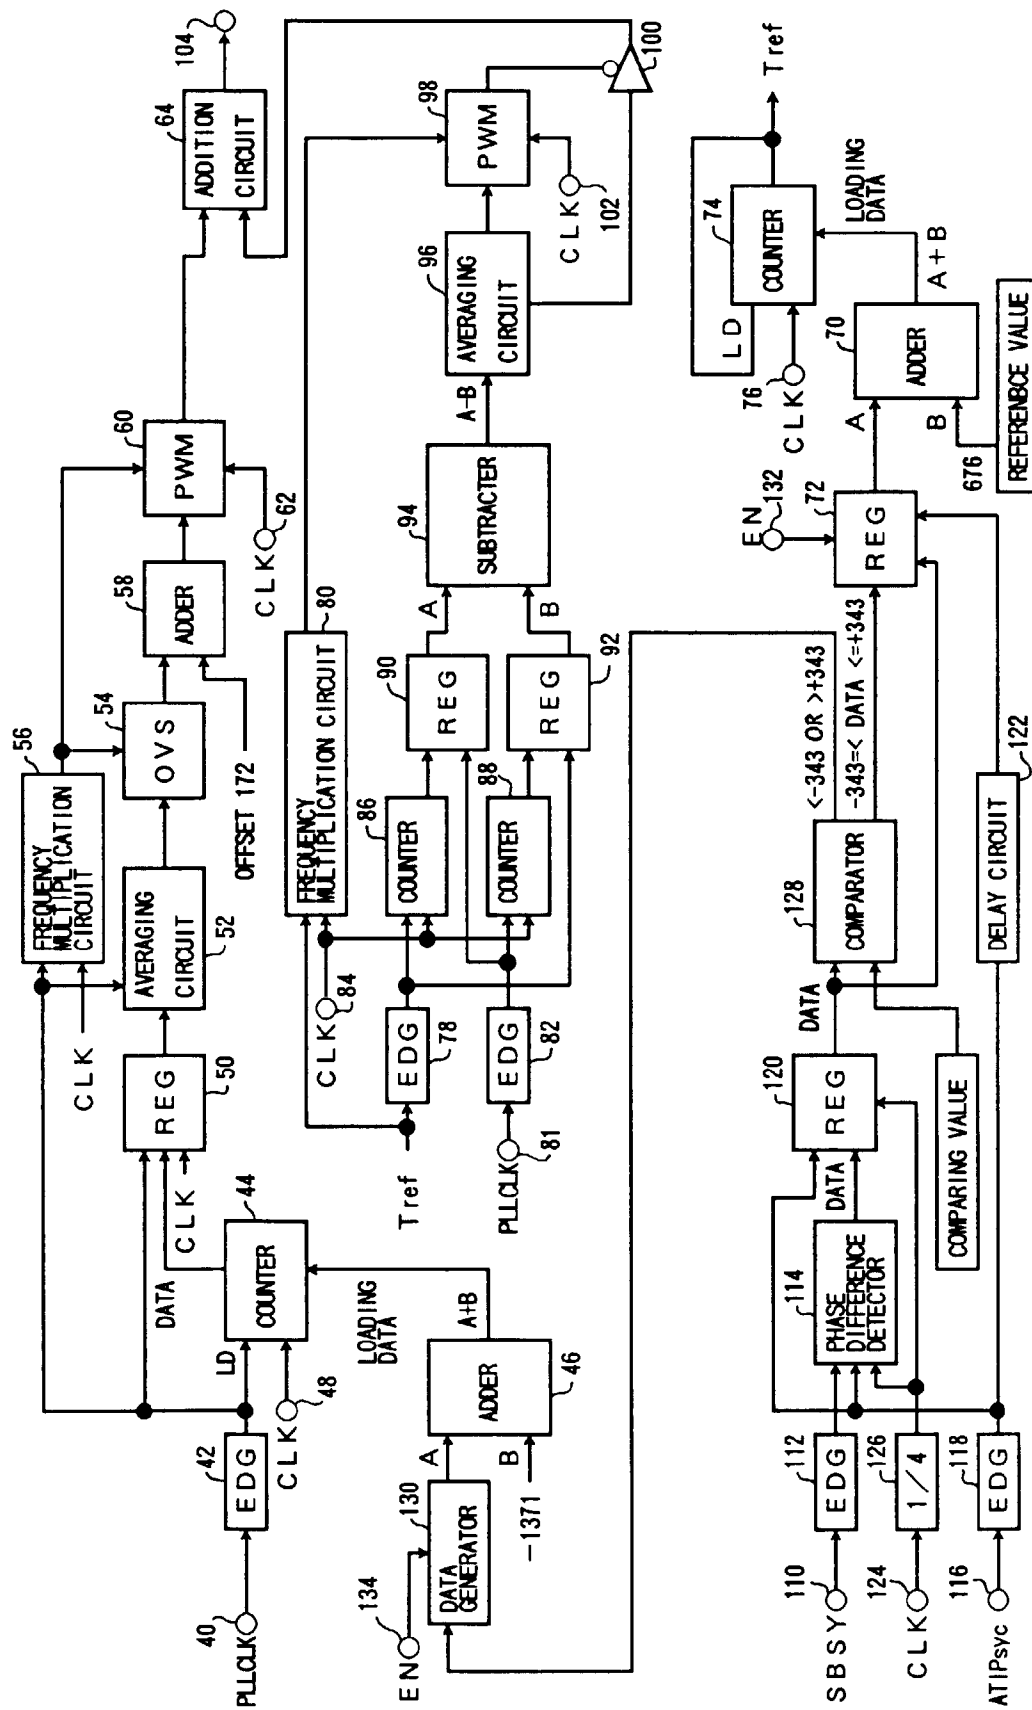 PLLCLK
40
EDG
42
CLK
48
LD
COUNTER
44
DATA
CLK
REG
50
CLK
FREQUENCY
MULTIPLICATION
CIRCUIT
56
AVERAGING
CIRCUIT
52
OVS
54
OFFSET 172
ADDER
58
CLK
62
PWM
60
ADDITION
CIRCUIT
64
104
EN
134
DATA
GENERATOR
130
-1371
A
B
ADDER
46
A+B
LOADING
DATA
Tref
PLLCLK
81
EDG
78
EDG
82
CLK
84
FREQUENCY
MULTIPLICATION CIRCUIT
80
COUNTER
86
COUNTER
88
REG
90
REG
92
A
B
SUBTRACTER
94
A-B
AVERAGING
CIRCUIT
96
PWM
98
CLK
102
100
SBSY
110
EDG
112
CLK
124
1/4
126
ATIPsyc
116
EDG
118
PHASE
DIFFERENCE
DETECTOR
114
DATA
REG
120
DATA
COMPARING VALUE
COMPARATOR
128
<-343 OR >+343
-343=< DATA <=+343
DELAY CIRCUIT
122
EN
132
REG
72
A
B
676
REFERENBCE VALUE
ADDER
70
A+B
LOADING
DATA
CLK
76
LD
COUNTER
74
Tref